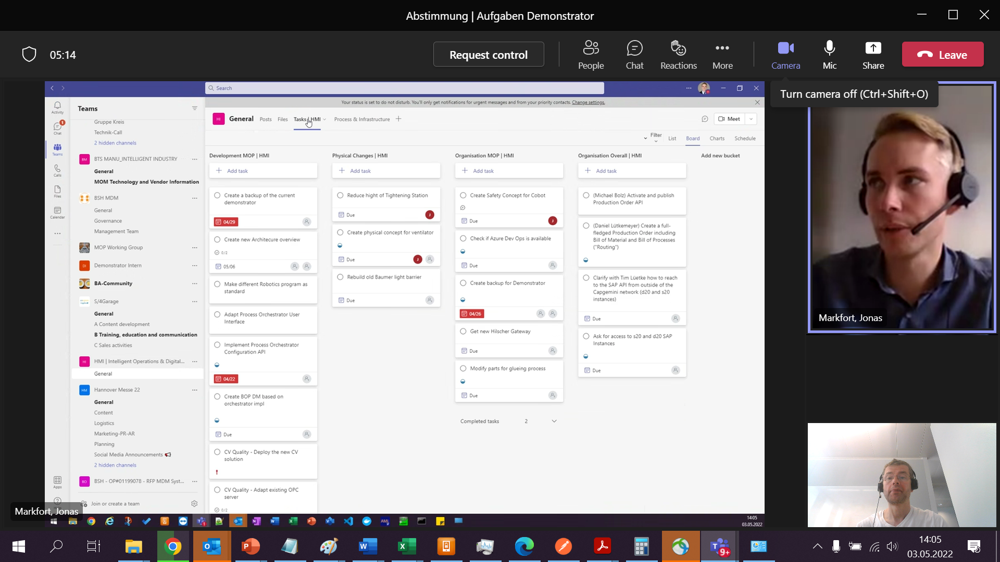 Abstimmung | Aufgaben Demonstrator
05:14
Request control
People
Chat
Reactions
More
Camera
Mic
Share
Leave
Turn camera off (Ctrl+Shift+O)
Search
Your status is set to do not disturb. You'll only get notifications for urgent messages and from your priority contacts. Change settings.
Activity
Chat
1
Teams
Calls
Files
Calendar
Apps
Teams
Gruppe Kreis
Technik-Call
2 hidden channels
BM
BTS MANU_INTELLIGENT INDUSTRY
General
MOM Technology and Vendor Information
BSH MDM
General
Governance
Management Team
MOP Working Group
DI
Demonstrator Intern
BA-Community
S/4Garage
General
A Content development
B Training, education and communication
C Sales activities
HI
HMI | Intelligent Operations & Digital...
General
HM
Hannover Messe 22
General
Content
Logistics
Marketing-PR-AR
Planning
Social Media Announcements
2 hidden channels
BO
BSH - OP#01199078 - RFP MDM Syst...
Join or create a team
HI
General
Posts
Files
Tasks | HMI
Process & Infrastructure
Meet
Filter
List
Board
Charts
Schedule
Development MOP | HMI
Add task
Create a backup of the current
demonstrator
04/29
Create new Architecure overview
0/2
05/06
Make different Robotics program as
standard
Adapt Process Orchestrator User
Interface
Implement Process Orchestrator
Configuration API
04/22
Create BOP DM based on
orchestrator impl
Due
CV Quality - Deploy the new CV
solution
CV Quality - Adapt existing OPC
server
0/2
Physical Changes | HMI
Add task
Reduce hight of Tightening Station
Due
J
Create physical concept for ventilator
Due
J
Rebuild old Baumer light barrier
Due
Organisation MOP | HMI
Add task
Create Safety Concept for Cobot
Due
J
Check if Azure Dev Ops is available
Due
Create backup for Demonstrator
04/26
Get new Hilscher Gateway
Due
Modify parts for glueing process
Due
Completed tasks 2
Organisation Overall | HMI
Add task
(Michael Bolz) Activate and publish
Production Order API
(Daniel Lütkemeyer) Create a full-
fledged Production Order including
Bill of Material and Bill of Processes
("Routing")
Clarify with Tim Lüetke how to reach
to the SAP API from outside of the
Capgemini network (d20 and s20
instances)
Due
Ask for access to s20 and d20 SAP
Instances
Due
Add new bucket
Markfort, Jonas
Markfort, Jonas
14:05
03.05.2022
9+
14:05
03.05.2022